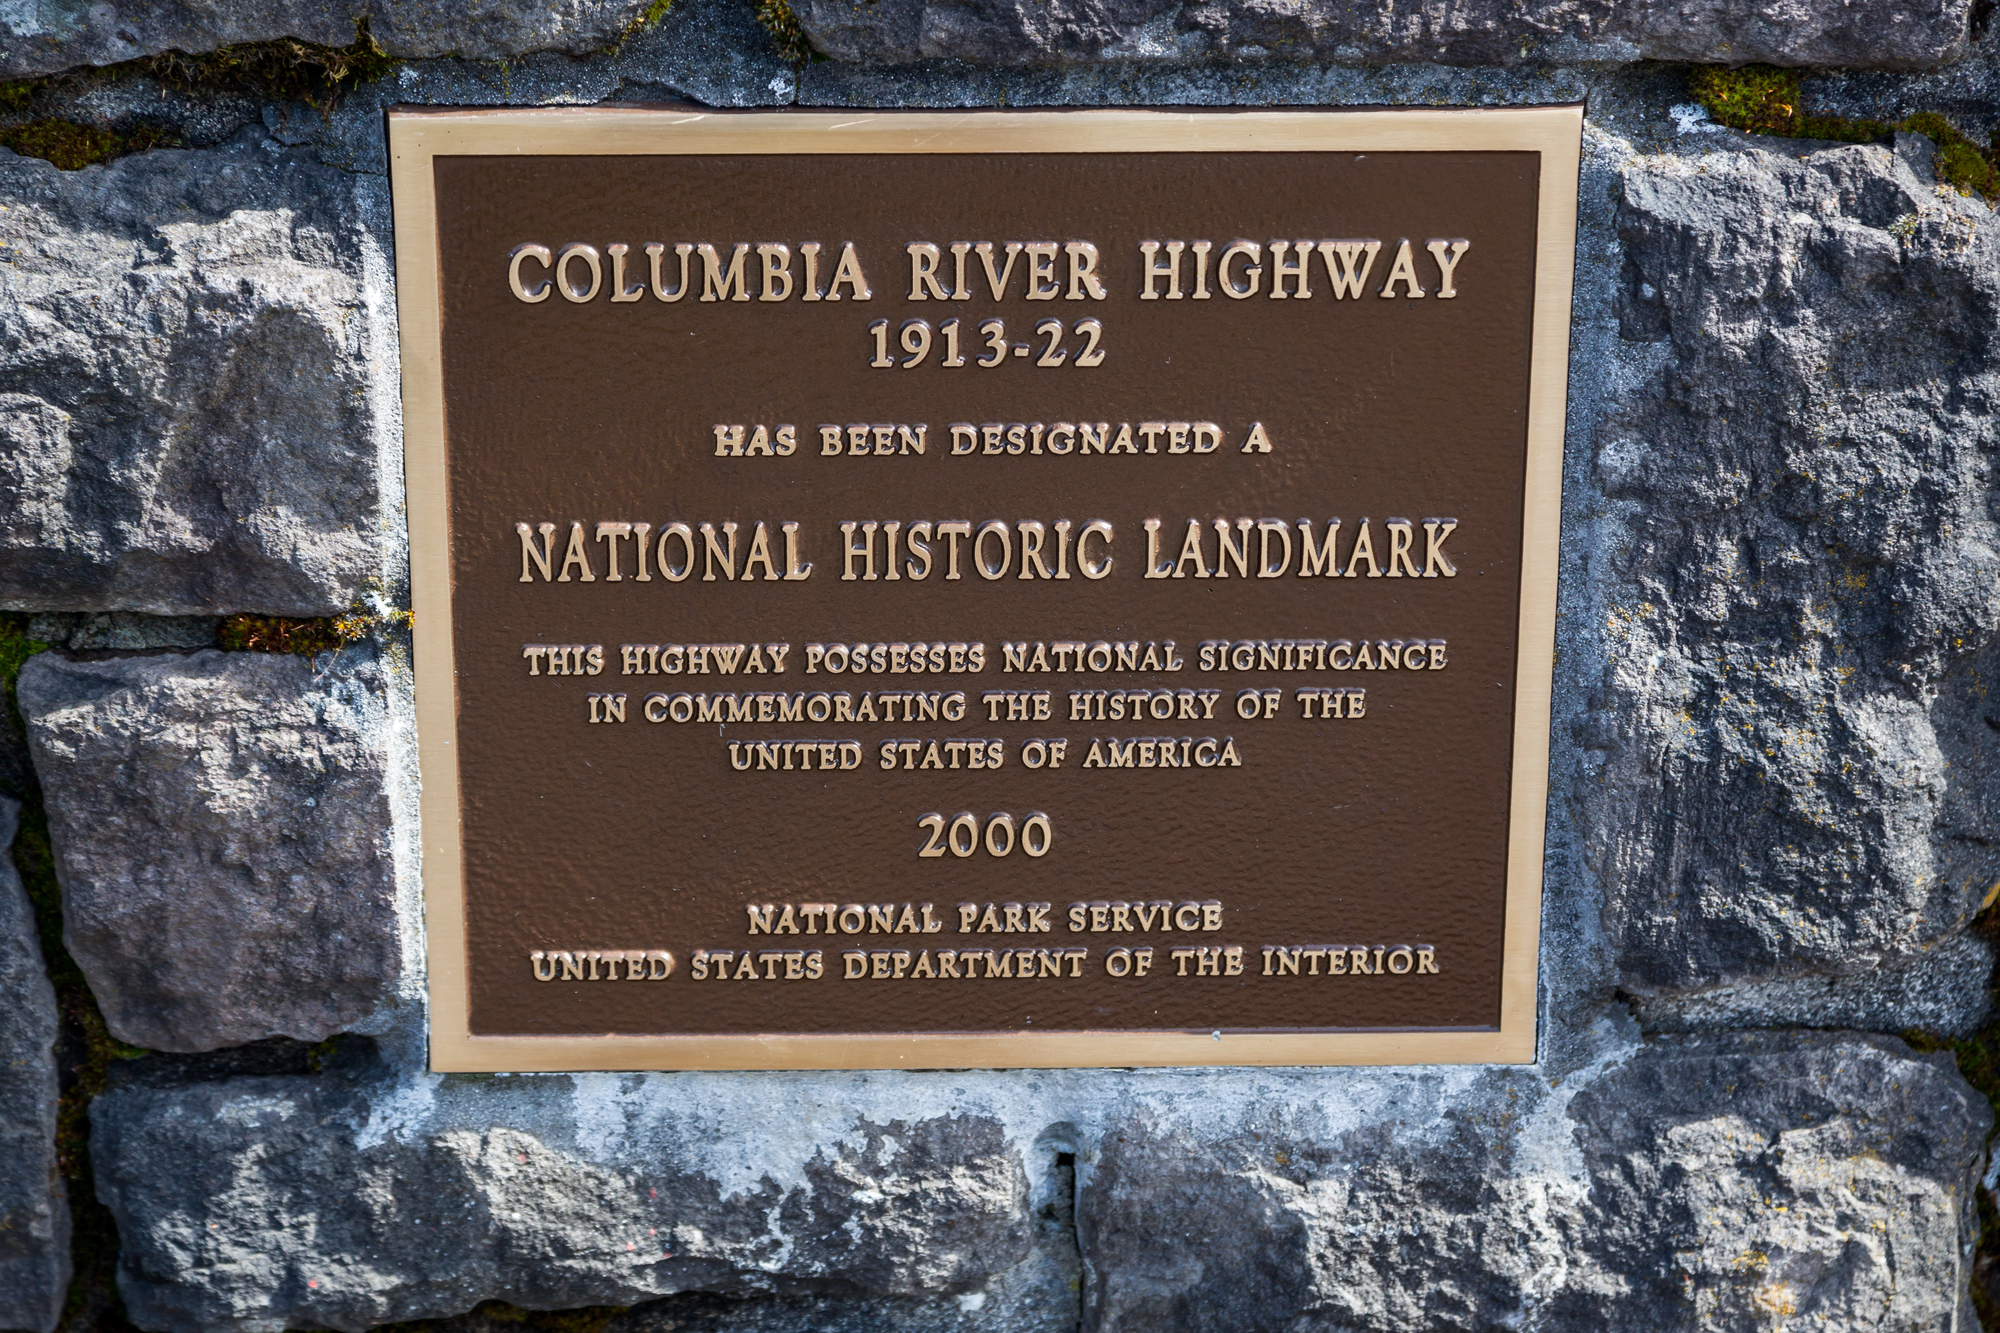 COLUMBIA RIVER HIGHWAY
1913-22
HAS BEEN DESIGNATED A
NATIONAL HISTORIC LANDMARK
THIS HIGHWAY POSSESSES NATIONAL SIGNIFICANCE
IN COMMEMORATING THE HISTORY OF THE
UNITED STATES OF AMERICA
2000
NATIONAL PARK SERVICE
UNITED STATES DEPARTMENT OF THE INTERIOR